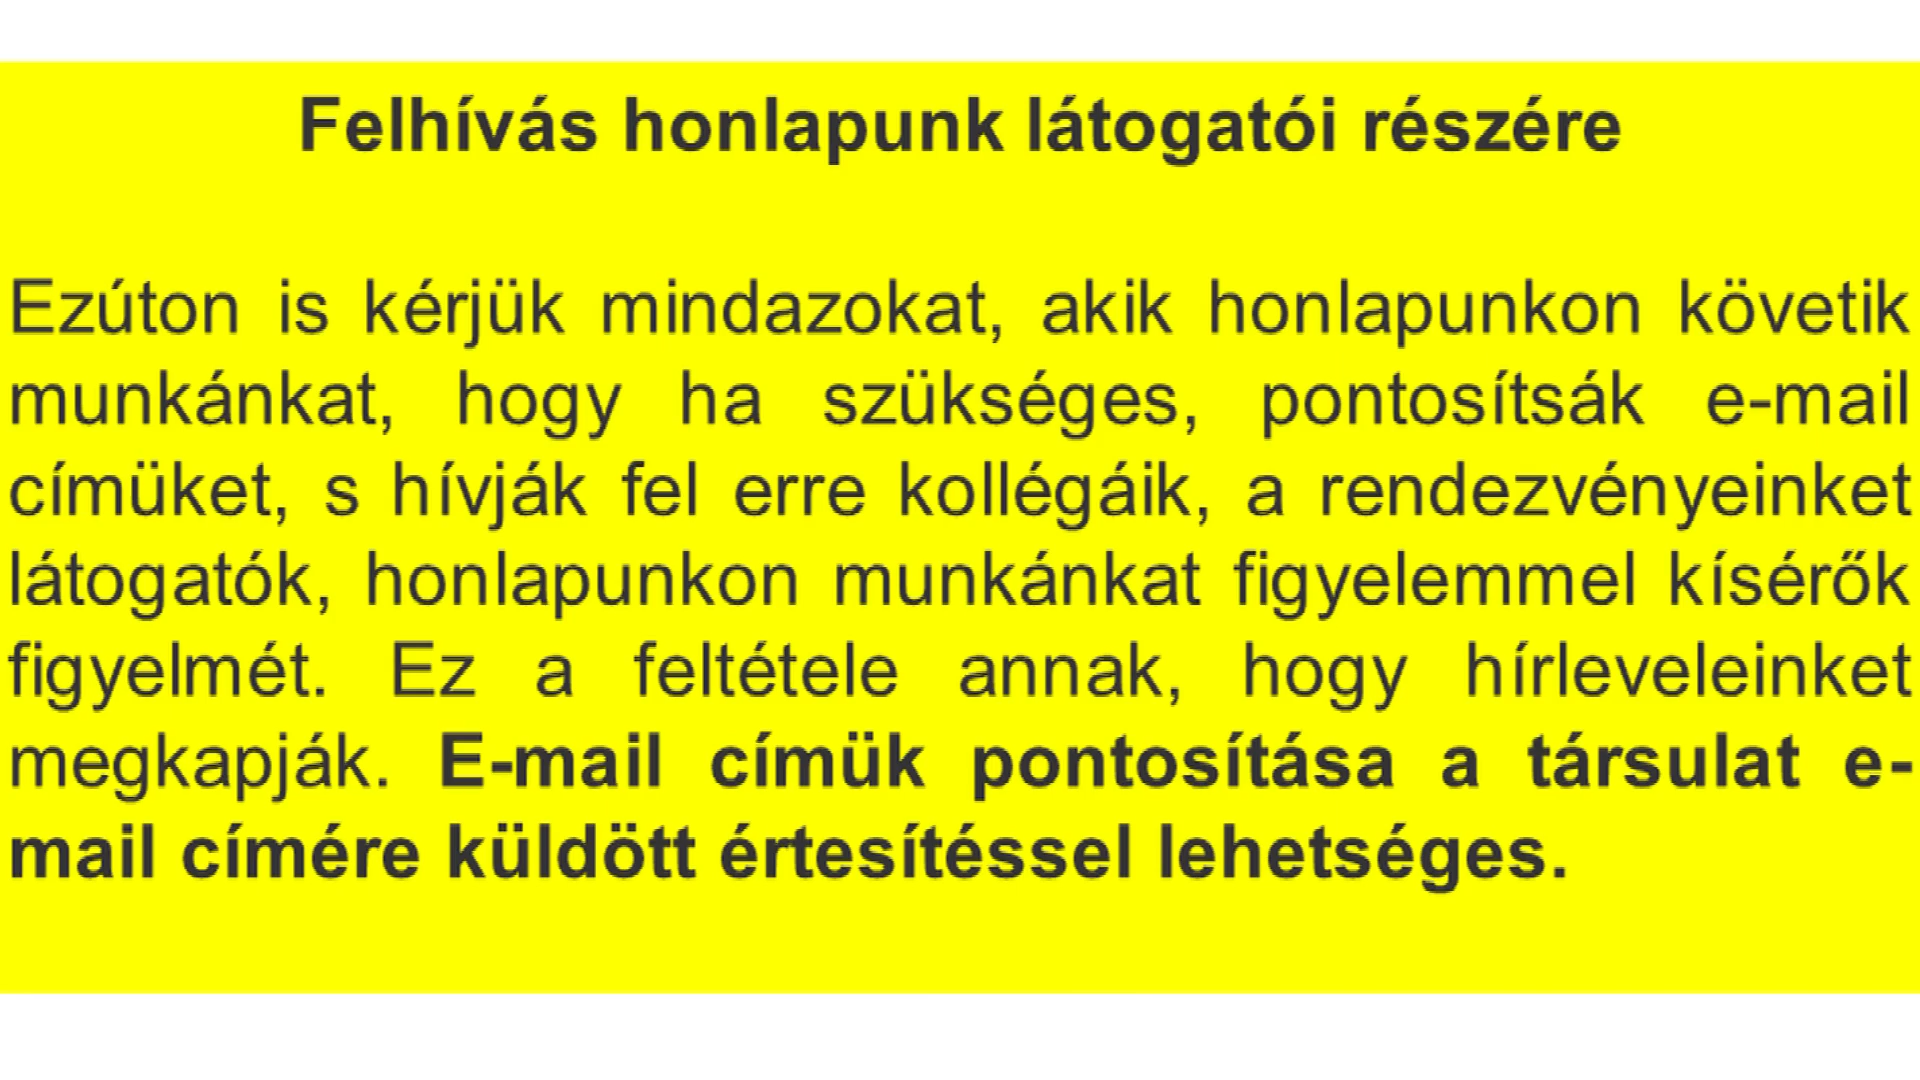 Felhívás honlapunk látogatói részére
Ezúton is kérjük mindazokat, akik honlapunkon követik
munkánkat, hogy ha szükséges, pontosítsák e-mail
címüket, s hívják fel erre kollégáik, a rendezvényeinket
látogatók, honlapunkon munkánkat figyelemmel kísérők
figyelmét. Ez a feltétele annak, hogy hírleveleinket
megkapják. E-mail címük pontosítása a társulat e-
mail címére küldött értesítéssel lehetséges.